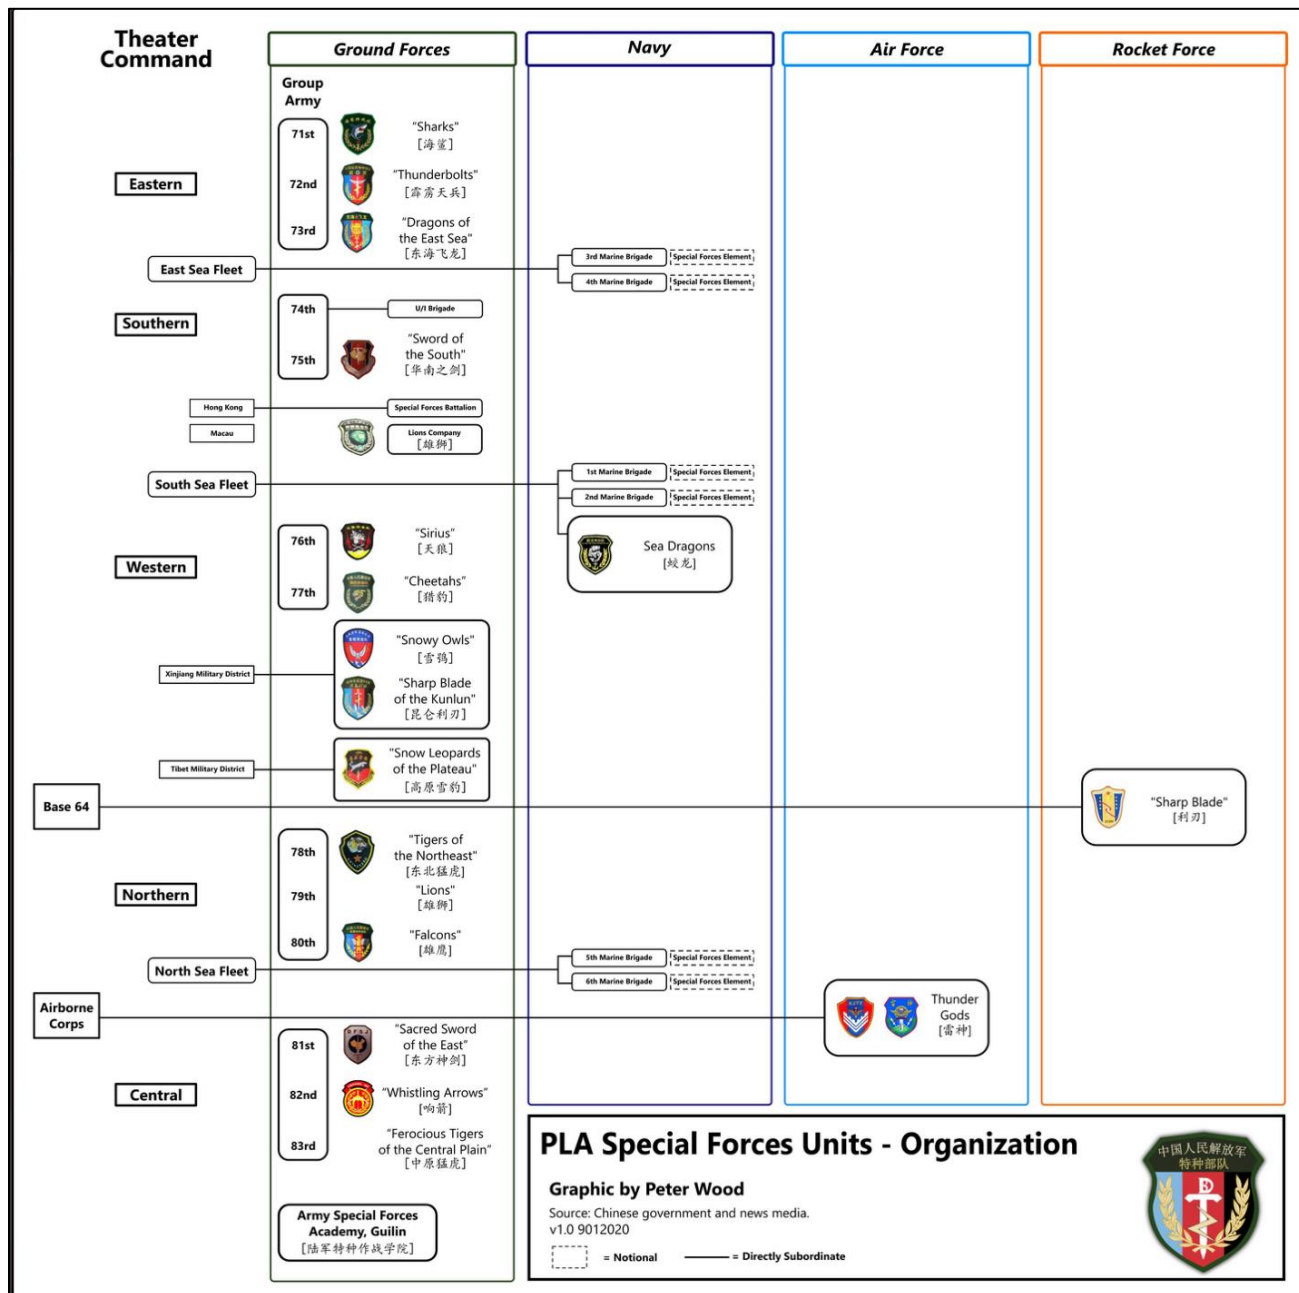 Theater
Command
Ground Forces
Navy
Air Force
Rocket Force
Group
Army
Eastern
71st
"Sharks"
[海鲨]
72nd
"Thunderbolts"
[霹雳天兵]
73rd
"Dragons of
the East Sea"
[东海飞龙]
East Sea Fleet
3rd Marine Brigade
Special Forces Element
4th Marine Brigade
Special Forces Element
Southern
74th
U/I Brigade
75th
"Sword of
the South"
[华南之剑]
Hong Kong
Special Forces Battalion
Macau
Lions Company
[雄狮]
South Sea Fleet
1st Marine Brigade
Special Forces Element
2nd Marine Brigade
Special Forces Element
Sea Dragons
[蛟龙]
Western
76th
"Sirius"
[天狼]
77th
"Cheetahs"
[猎豹]
Xinjiang Military District
"Snowy Owls"
[雪鸮]
"Sharp Blade
of the Kunlun"
[昆仑利刃]
Tibet Military District
"Snow Leopards
of the Plateau"
[高原雪豹]
Base 64
"Sharp Blade"
[利刃]
Northern
78th
"Tigers of
the Northeast"
[东北猛虎]
79th
"Lions"
[雄狮]
80th
"Falcons"
[雄鹰]
North Sea Fleet
5th Marine Brigade
Special Forces Element
6th Marine Brigade
Special Forces Element
Airborne
Corps
Thunder
Gods
[雷神]
Central
81st
"Sacred Sword
of the East"
[东方神剑]
82nd
"Whistling Arrows"
[响箭]
83rd
"Ferocious Tigers
of the Central Plain"
[中原猛虎]
Army Special Forces
Academy, Guilin
[陆军特种作战学院]
PLA Special Forces Units - Organization
Graphic by Peter Wood
Source: Chinese government and news media.
v1.0 9012020
= Notional
= Directly Subordinate
中国人民解放军
特种部队